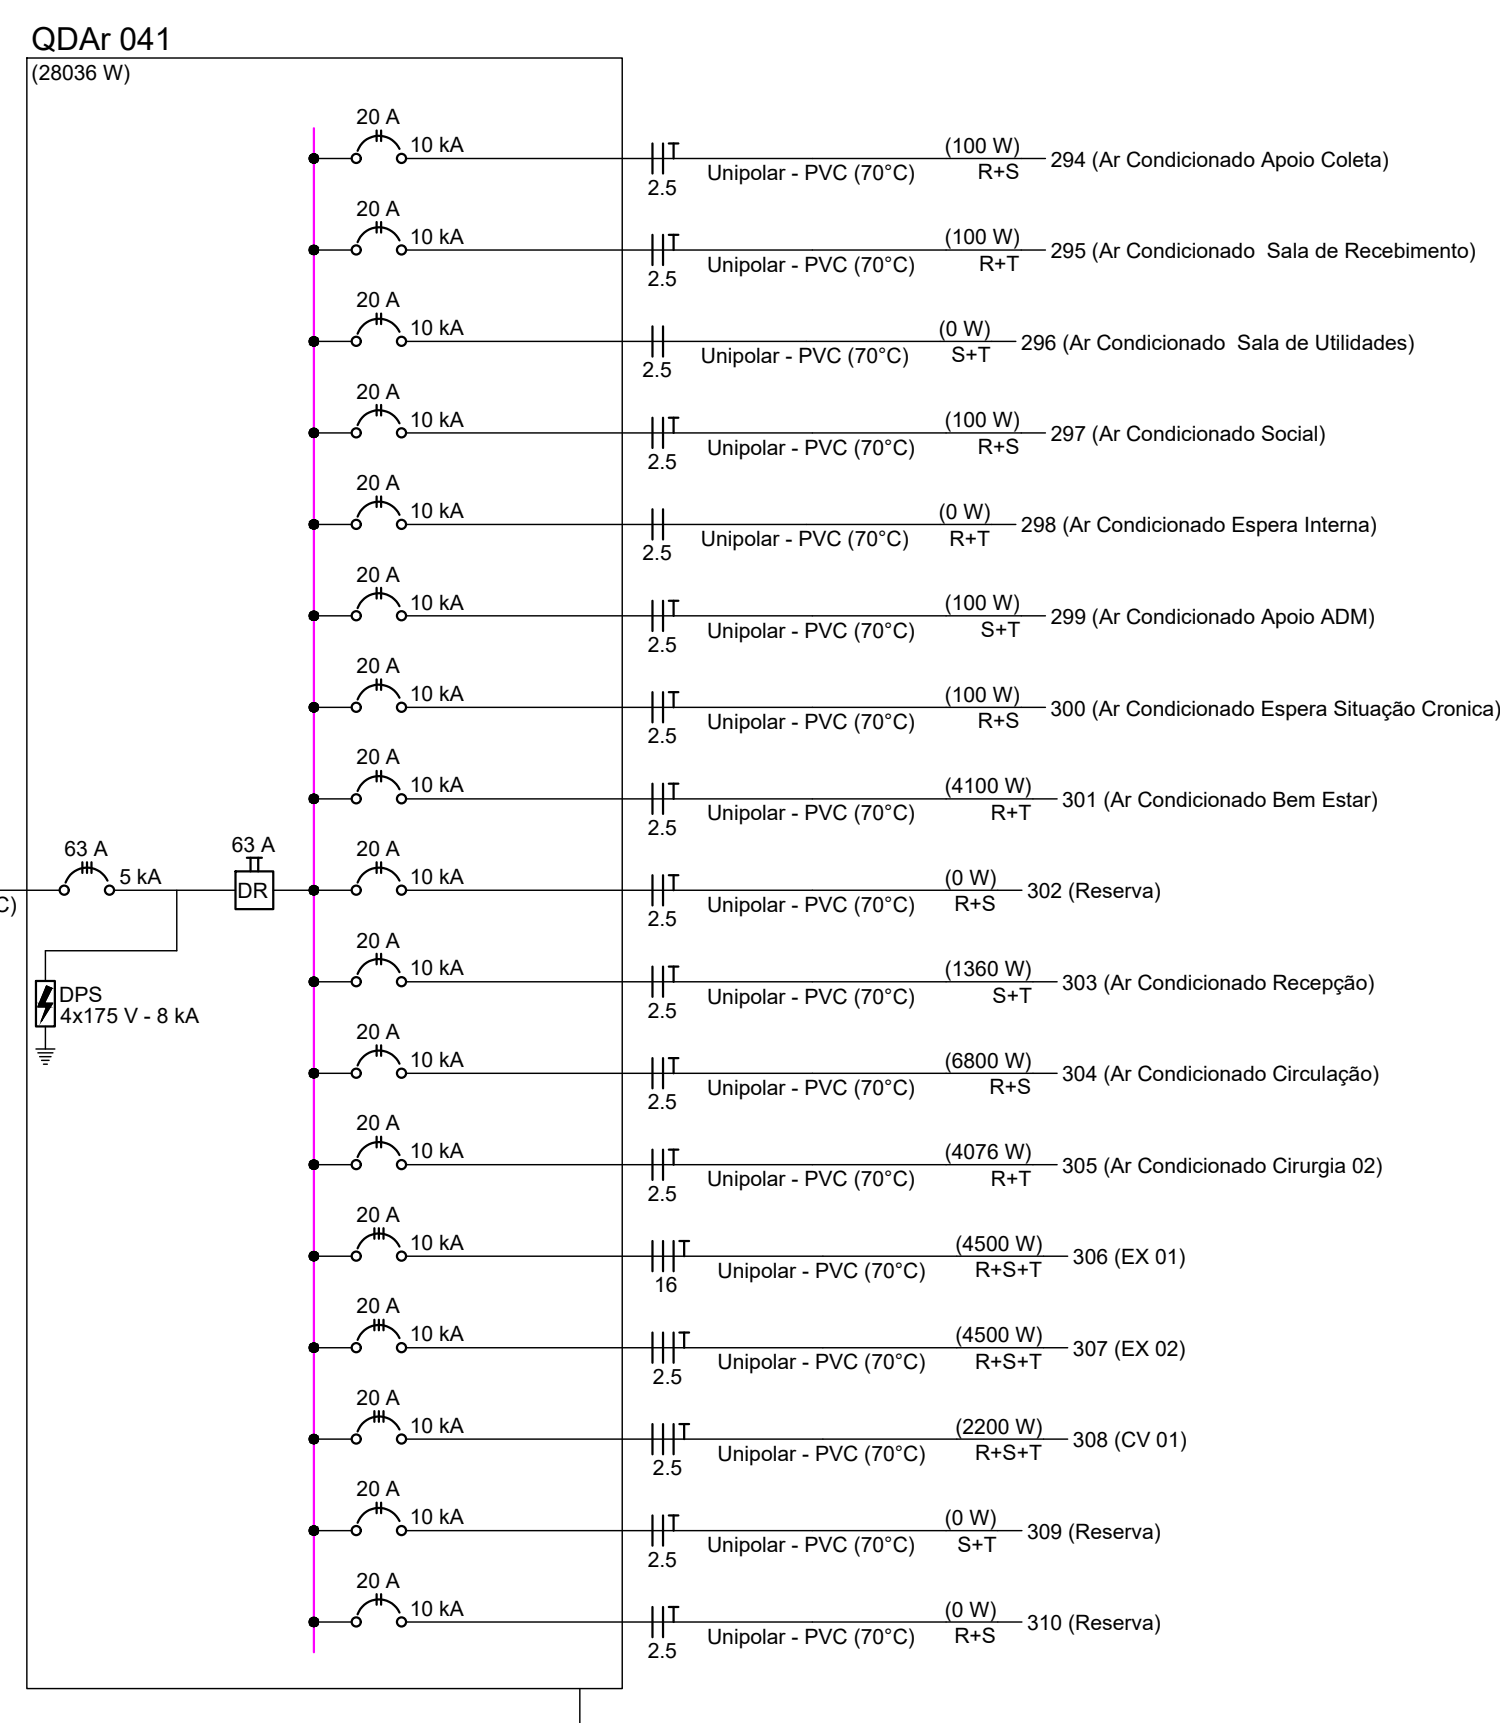 QDAr 041
(28036 W)
20 A
10 kA
T
2.5
Unipolar - PVC (70°C)
(100 W)
R+S
294 (Ar Condicionado Apoio Coleta)
20 A
10 kA
T
2.5
Unipolar - PVC (70°C)
(100 W)
R+T
295 (Ar Condicionado  Sala de Recebimento)
20 A
10 kA
2.5
Unipolar - PVC (70°C)
(0 W)
S+T
296 (Ar Condicionado  Sala de Utilidades)
20 A
10 kA
T
2.5
Unipolar - PVC (70°C)
(100 W)
R+S
297 (Ar Condicionado Social)
20 A
10 kA
2.5
Unipolar - PVC (70°C)
(0 W)
R+T
298 (Ar Condicionado Espera Interna)
20 A
10 kA
T
2.5
Unipolar - PVC (70°C)
(100 W)
S+T
299 (Ar Condicionado Apoio ADM)
20 A
10 kA
T
2.5
Unipolar - PVC (70°C)
(100 W)
R+S
300 (Ar Condicionado Espera Situação Cronica)
20 A
10 kA
T
2.5
Unipolar - PVC (70°C)
(4100 W)
R+T
301 (Ar Condicionado Bem Estar)
C)
63 A
5 kA
63 A
DR
DPS
4x175 V - 8 kA
20 A
10 kA
T
2.5
Unipolar - PVC (70°C)
(0 W)
R+S
302 (Reserva)
20 A
10 kA
T
2.5
Unipolar - PVC (70°C)
(1360 W)
S+T
303 (Ar Condicionado Recepção)
20 A
10 kA
T
2.5
Unipolar - PVC (70°C)
(6800 W)
R+S
304 (Ar Condicionado Circulação)
20 A
10 kA
T
2.5
Unipolar - PVC (70°C)
(4076 W)
R+T
305 (Ar Condicionado Cirurgia 02)
20 A
10 kA
T
16
Unipolar - PVC (70°C)
(4500 W)
R+S+T
306 (EX 01)
20 A
10 kA
T
2.5
Unipolar - PVC (70°C)
(4500 W)
R+S+T
307 (EX 02)
20 A
10 kA
T
2.5
Unipolar - PVC (70°C)
(2200 W)
R+S+T
308 (CV 01)
20 A
10 kA
T
2.5
Unipolar - PVC (70°C)
(0 W)
S+T
309 (Reserva)
20 A
10 kA
T
2.5
Unipolar - PVC (70°C)
(0 W)
R+S
310 (Reserva)